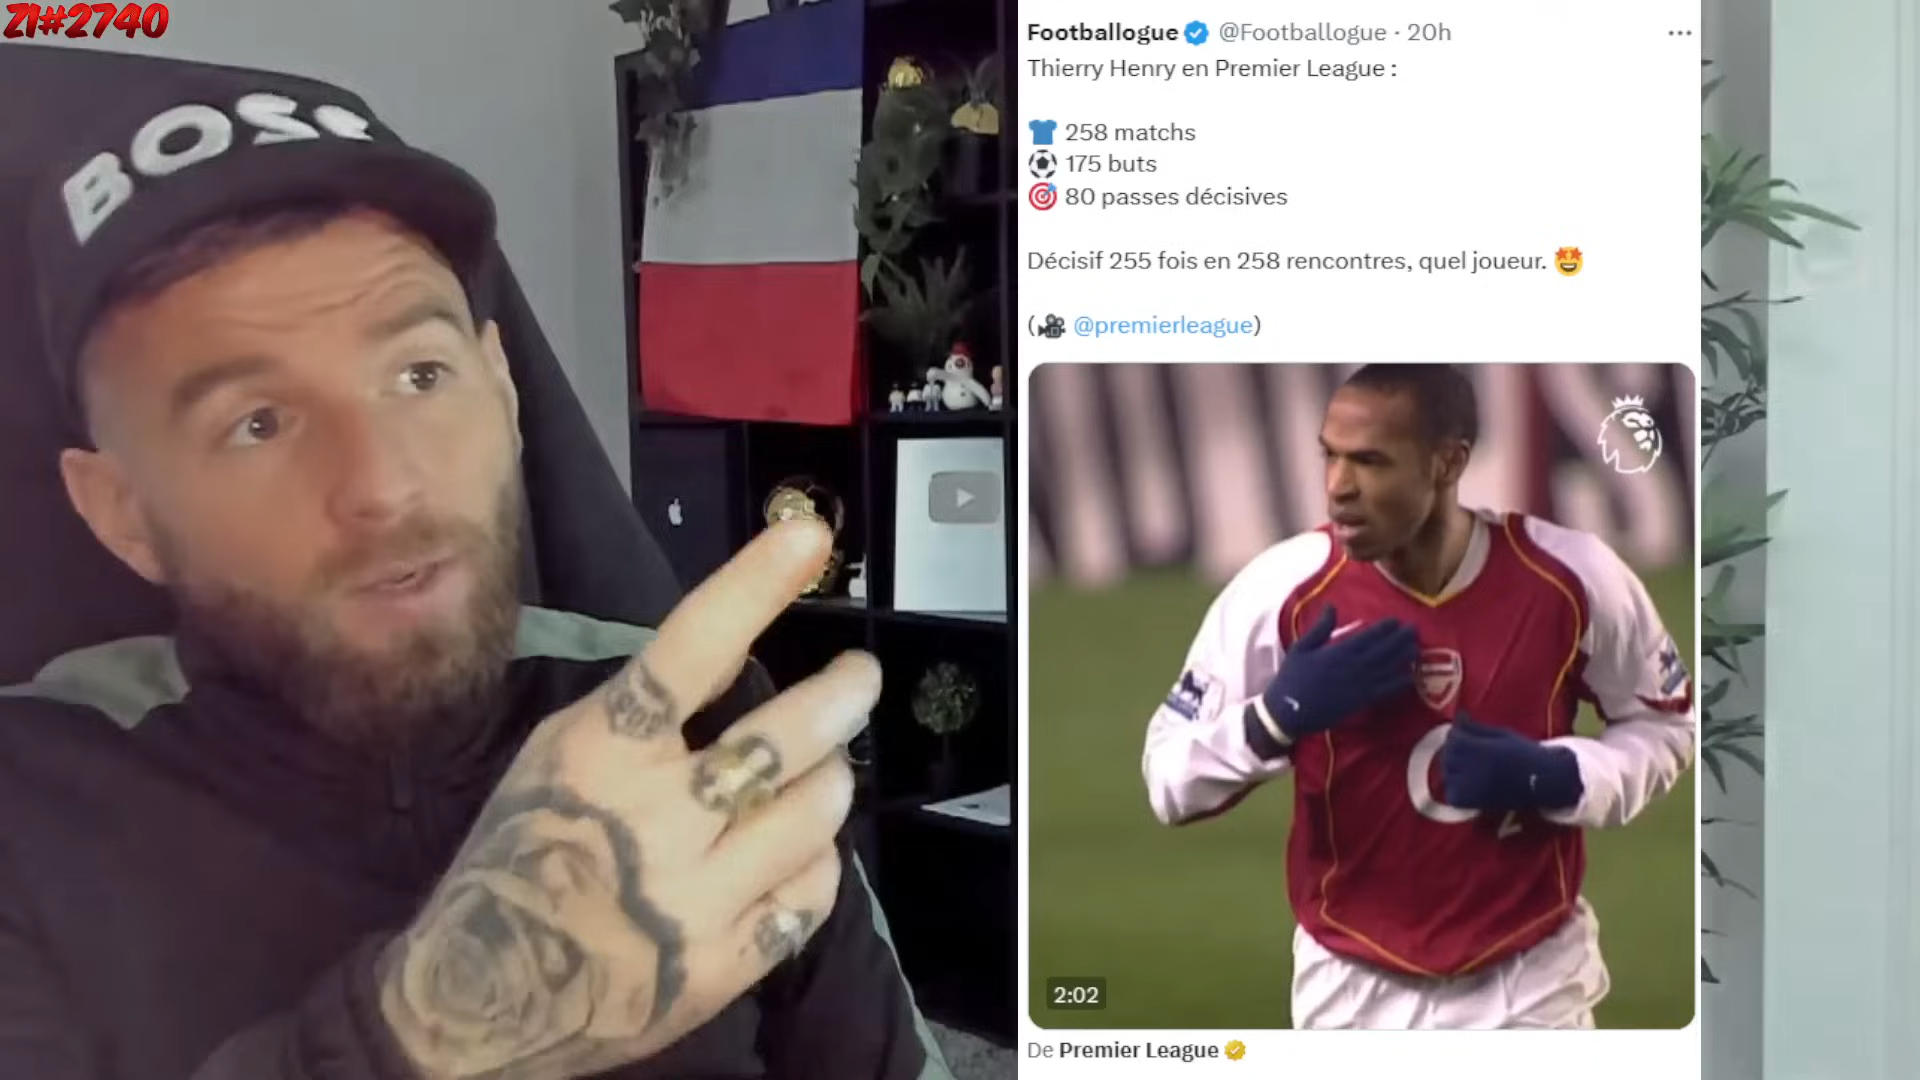 ZI#2740
BOSS
Footballogue @Footballogue · 20h
Thierry Henry en Premier League :
258 matchs
175 buts
80 passes décisives
Décisif 255 fois en 258 rencontres, quel joueur.
(@premierleague)
Arsenal
2:02
De Premier League